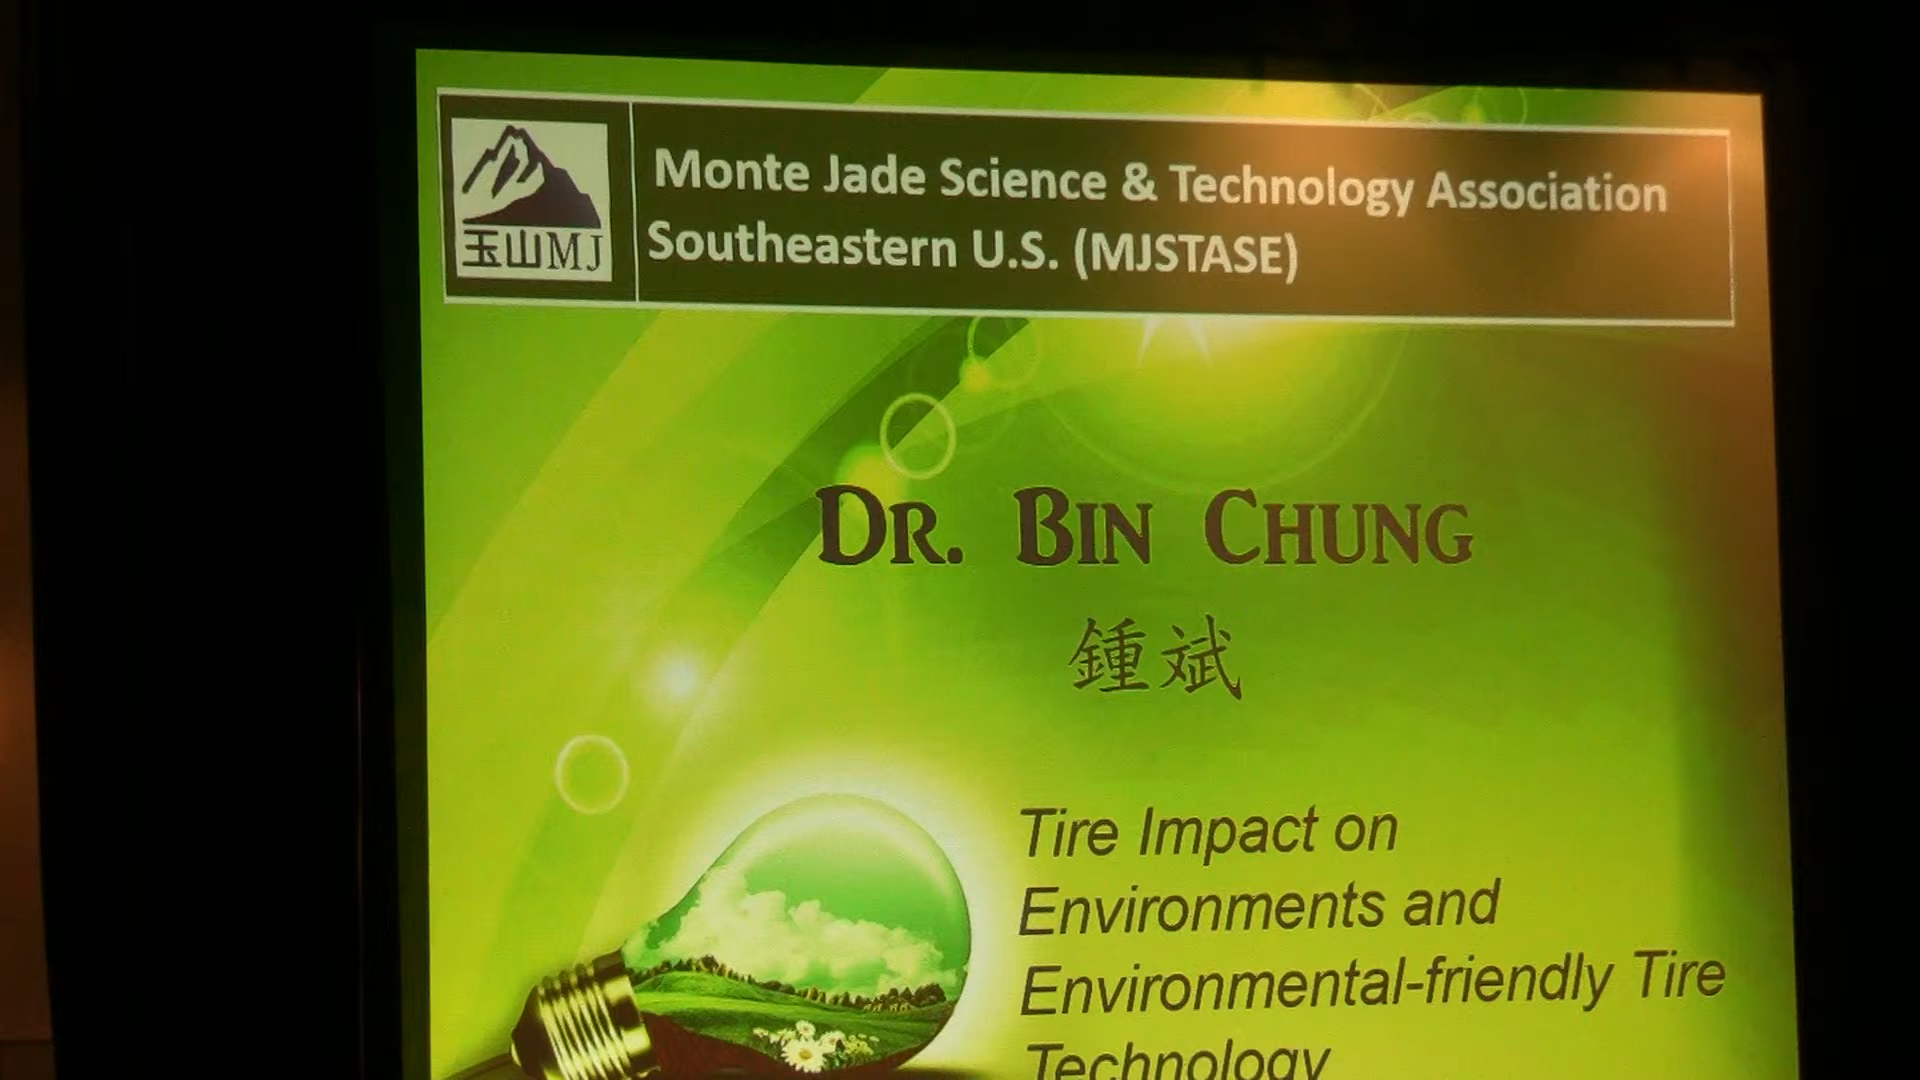 玉山MJ
Monte Jade Science & Technology Association
Southeastern U.S. (MJSTASE)
DR. BIN CHUNG
鍾斌
Tire Impact on
Environments and
Environmental-friendly Tire
Technology